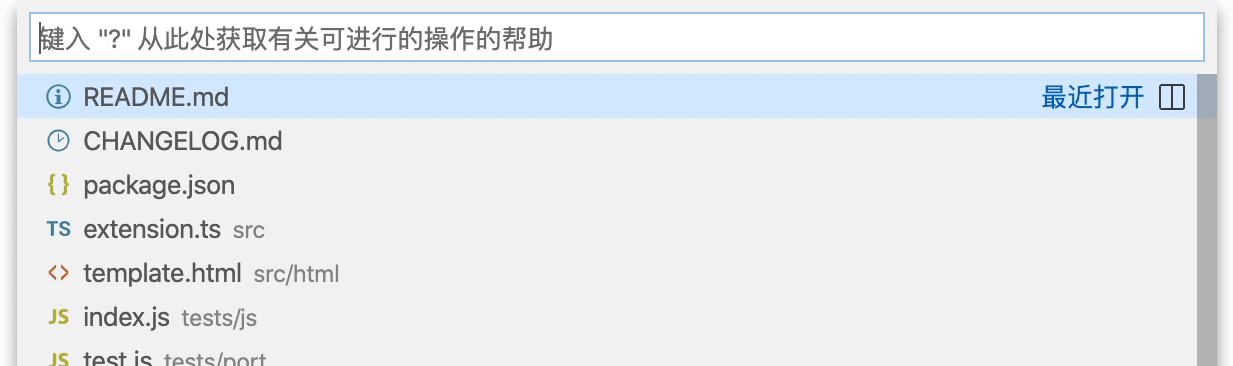 键入 "?" 从此处获取有关可进行的操作的帮助
README.md 最近打开
CHANGELOG.md
{} package.json
TS extension.ts src
<> template.html src/html
JS index.js tests/js
JS test.js tests/port